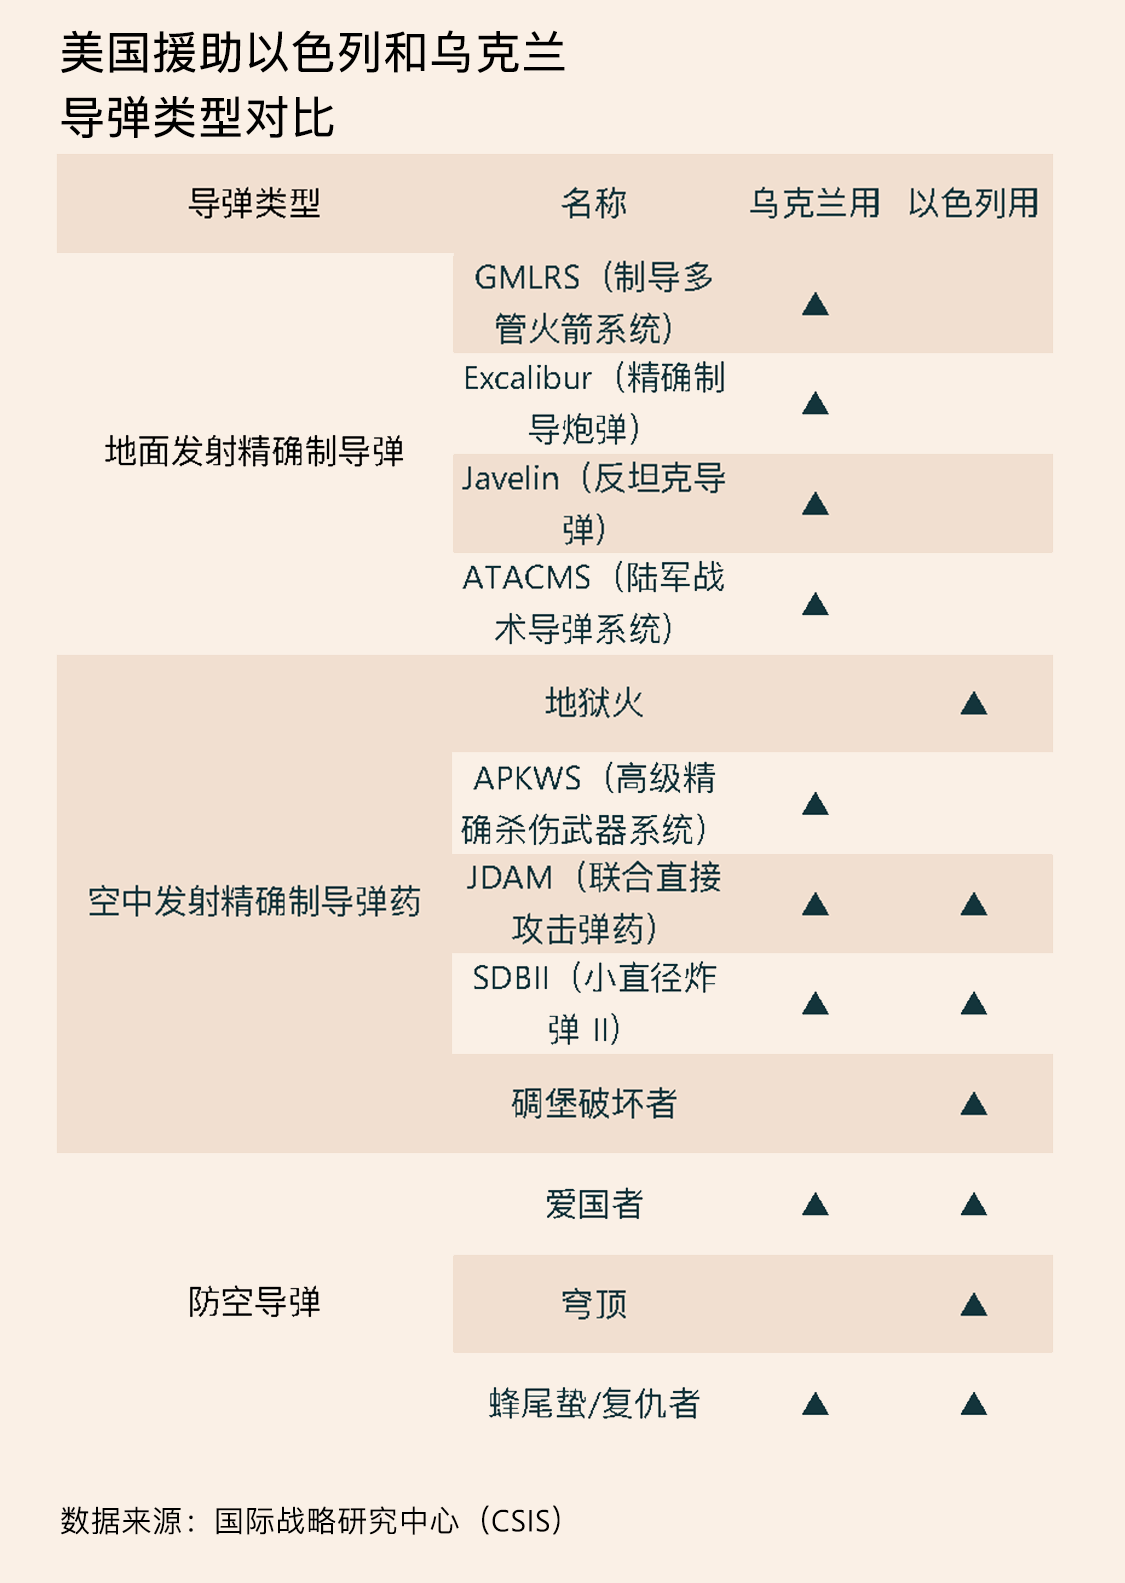 美国援助以色列和乌克兰
导弹类型对比
导弹类型 名称 乌克兰用 以色列用
GMLRS（制导多
管火箭系统） ▲
Excalibur（精确制
导炮弹） ▲
地面发射精确制导弹
Javelin（反坦克导
弹） ▲
ATACMS（陆军战
术导弹系统） ▲
地狱火 ▲
APKWS（高级精
确杀伤武器系统） ▲
空中发射精确制导弹药
JDAM（联合直接
攻击弹药） ▲ ▲
SDBII（小直径炸
弹 II） ▲ ▲
碉堡破坏者 ▲
爱国者 ▲ ▲
防空导弹
穹顶 ▲
蜂尾蛰/复仇者 ▲ ▲
数据来源：国际战略研究中心（CSIS）